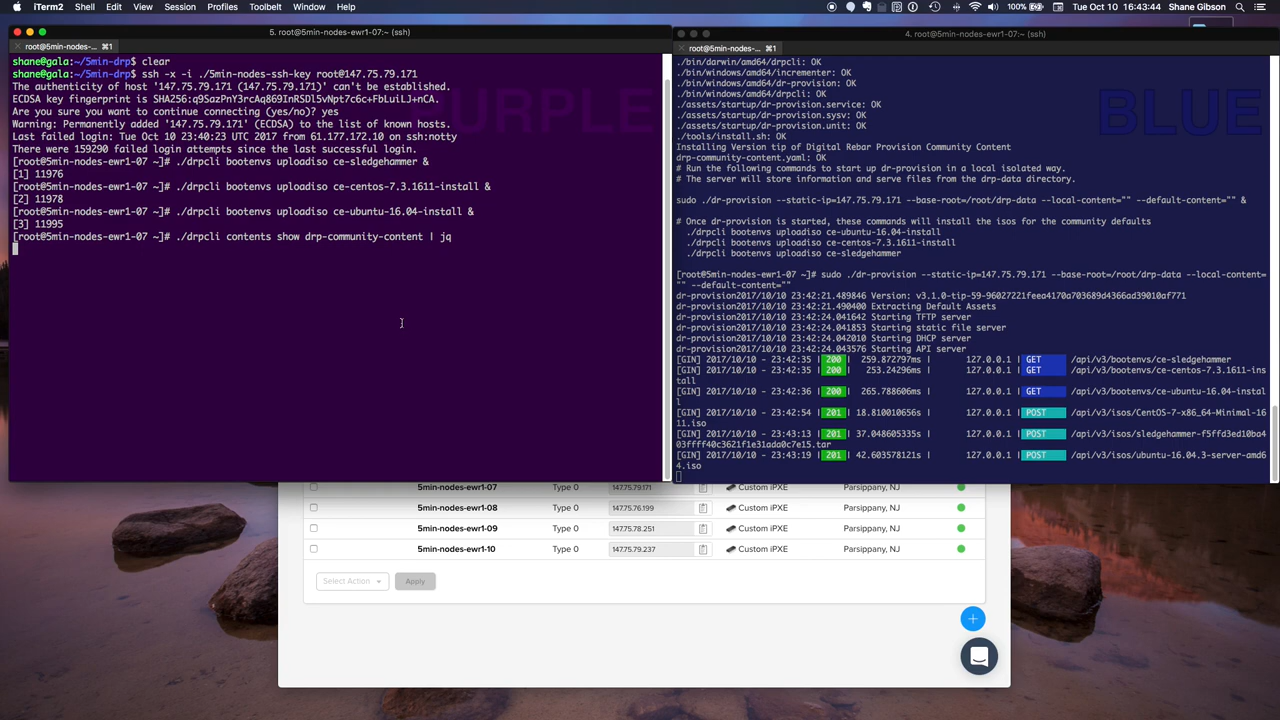 iTerm2 Shell Edit View Session Profiles Toolbelt Window Help 100% Tue Oct 10 16:43:44 Shane Gibson
5. root@5min-nodes-ewr1-07:~ (ssh)
root@5min-nodes-... ⌘1
PURPLE
shane@gala:~/5min-drp$ clear
shane@gala:~/5min-drp$ ssh -x -i ./5min-nodes-ssh-key root@147.75.79.171
The authenticity of host '147.75.79.171 (147.75.79.171)' can't be established.
ECDSA key fingerprint is SHA256:q9SazPnY3rcAq869InRSDl5vNpt7c6c+FbLuiLJ+nCA.
Are you sure you want to continue connecting (yes/no)? yes
Warning: Permanently added '147.75.79.171' (ECDSA) to the list of known hosts.
Last failed login: Tue Oct 10 23:40:23 UTC 2017 from 61.177.172.10 on ssh:notty
There were 159290 failed login attempts since the last successful login.
[root@5min-nodes-ewr1-07 ~]# ./drpcli bootenvs uploadiso ce-sledgehammer &
[1] 11976
[root@5min-nodes-ewr1-07 ~]# ./drpcli bootenvs uploadiso ce-centos-7.3.1611-install &
[2] 11978
[root@5min-nodes-ewr1-07 ~]# ./drpcli bootenvs uploadiso ce-ubuntu-16.04-install &
[3] 11995
[root@5min-nodes-ewr1-07 ~]# ./drpcli contents show drp-community-content | jq
4. root@5min-nodes-ewr1-07:~ (ssh)
root@5min-nodes-... ⌘1
BLUE
./bin/darwin/amd64/drpcli: OK
./bin/windows/amd64/incrementer: OK
./bin/windows/amd64/dr-provision: OK
./bin/windows/amd64/drpcli: OK
./assets/startup/dr-provision.service: OK
./assets/startup/dr-provision.sysv: OK
./assets/startup/dr-provision.unit: OK
./tools/install.sh: OK
Installing Version tip of Digital Rebar Provision Community Content
drp-community-content.yaml: OK
# Run the following commands to start up dr-provision in a local isolated way.
# The server will store information and serve files from the drp-data directory.
sudo ./dr-provision --static-ip=147.75.79.171 --base-root=/root/drp-data --local-content="" --default-content="" &
# Once dr-provision is started, these commands will install the isos for the community defaults
./drpcli bootenvs uploadiso ce-ubuntu-16.04-install
./drpcli bootenvs uploadiso ce-centos-7.3.1611-install
./drpcli bootenvs uploadiso ce-sledgehammer
[root@5min-nodes-ewr1-07 ~]# sudo ./dr-provision --static-ip=147.75.79.171 --base-root=/root/drp-data --local-content=
"" --default-content=""
dr-provision2017/10/10 23:42:21.489846 Version: v3.1.0-tip-59-96027221feea4170a703689d4366ad39010af771
dr-provision2017/10/10 23:42:21.490400 Extracting Default Assets
dr-provision2017/10/10 23:42:24.041642 Starting TFTP server
dr-provision2017/10/10 23:42:24.041853 Starting static file server
dr-provision2017/10/10 23:42:24.042010 Starting DHCP server
dr-provision2017/10/10 23:42:24.043576 Starting API server
[GIN] 2017/10/10 - 23:42:35 | 200 | 259.872797ms | 127.0.0.1 | GET /api/v3/bootenvs/ce-sledgehammer
[GIN] 2017/10/10 - 23:42:35 | 200 | 253.24296ms | 127.0.0.1 | GET /api/v3/bootenvs/ce-centos-7.3.1611-ins
tall
[GIN] 2017/10/10 - 23:42:36 | 200 | 265.788606ms | 127.0.0.1 | GET /api/v3/bootenvs/ce-ubuntu-16.04-instal
l
[GIN] 2017/10/10 - 23:42:54 | 201 | 18.810010656s | 127.0.0.1 | POST /api/v3/isos/CentOS-7-x86_64-Minimal-16
11.iso
[GIN] 2017/10/10 - 23:43:13 | 201 | 37.048605335s | 127.0.0.1 | POST /api/v3/isos/sledgehammer-f5ffd3ed10ba4
03ffff40c3621f1e31ada0c7e15.tar
[GIN] 2017/10/10 - 23:43:19 | 201 | 42.603578121s | 127.0.0.1 | POST /api/v3/isos/ubuntu-16.04.3-server-amd6
4.iso
5min-nodes-ewr1-07 Type 0 147.75.79.171 Custom iPXE Parsippany, NJ
5min-nodes-ewr1-08 Type 0 147.75.76.199 Custom iPXE Parsippany, NJ
5min-nodes-ewr1-09 Type 0 147.75.78.251 Custom iPXE Parsippany, NJ
5min-nodes-ewr1-10 Type 0 147.75.79.237 Custom iPXE Parsippany, NJ
Select Action Apply